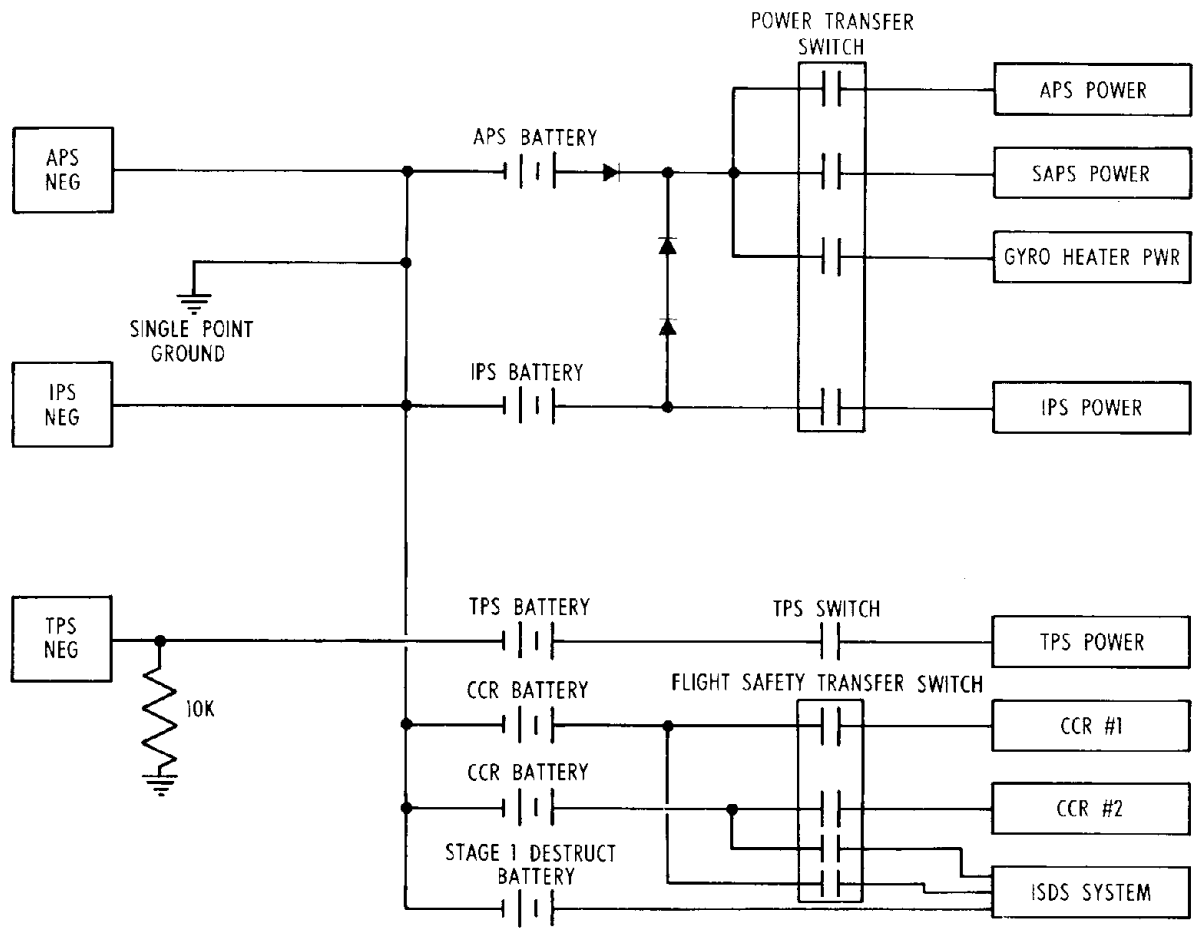 POWER TRANSFER
SWITCH
APS POWER
APS
NEG
APS BATTERY
SAPS POWER
GYRO HEATER PWR
SINGLE POINT
GROUND
IPS
NEG
IPS BATTERY
IPS POWER
TPS
NEG
TPS BATTERY
TPS SWITCH
TPS POWER
10K
CCR BATTERY
FLIGHT SAFETY TRANSFER SWITCH
CCR #1
CCR BATTERY
CCR #2
STAGE 1 DESTRUCT
BATTERY
ISDS SYSTEM